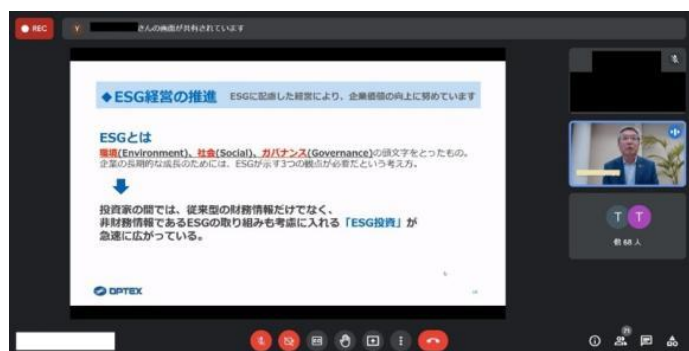 REC
Y
さんの画面が共有されています
◆ESG経営の推進 ESGに配慮した経営により、企業価値の向上に努めています
ESGとは
環境(Environment)、社会(Social)、ガバナンス(Governance)の頭文字をとったもの。
企業の長期的な成長のためには、ESGが示す3つの観点が必要だという考え方。
投資家の間では、従来型の財務情報だけでなく、
非財務情報であるESGの取り組みも考慮に入れる「ESG投資」が
急速に広がっている。
OPTEX
T T
他 68 人